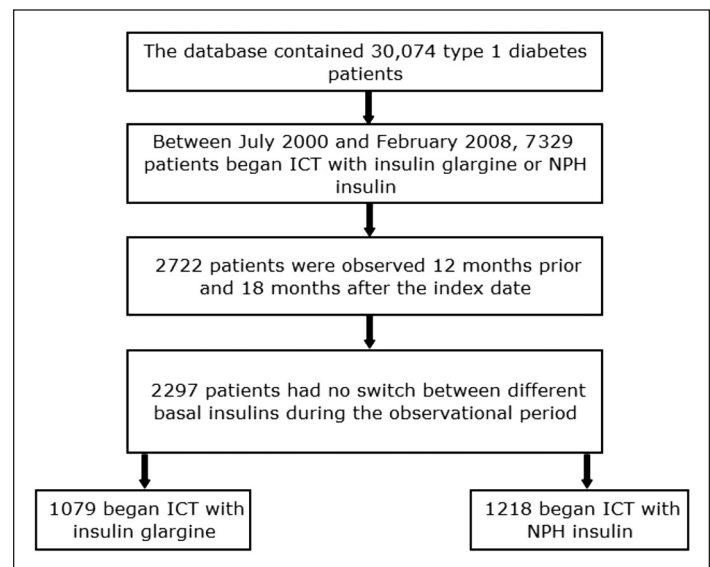 The database contained 30,074 type 1 diabetes
patients
Between July 2000 and February 2008, 7329
patients began ICT with insulin glargine or NPH
insulin
2722 patients were observed 12 months prior
and 18 months after the index date
2297 patients had no switch between different
basal insulins during the observational period
1079 began ICT with
insulin glargine
1218 began ICT with
NPH insulin